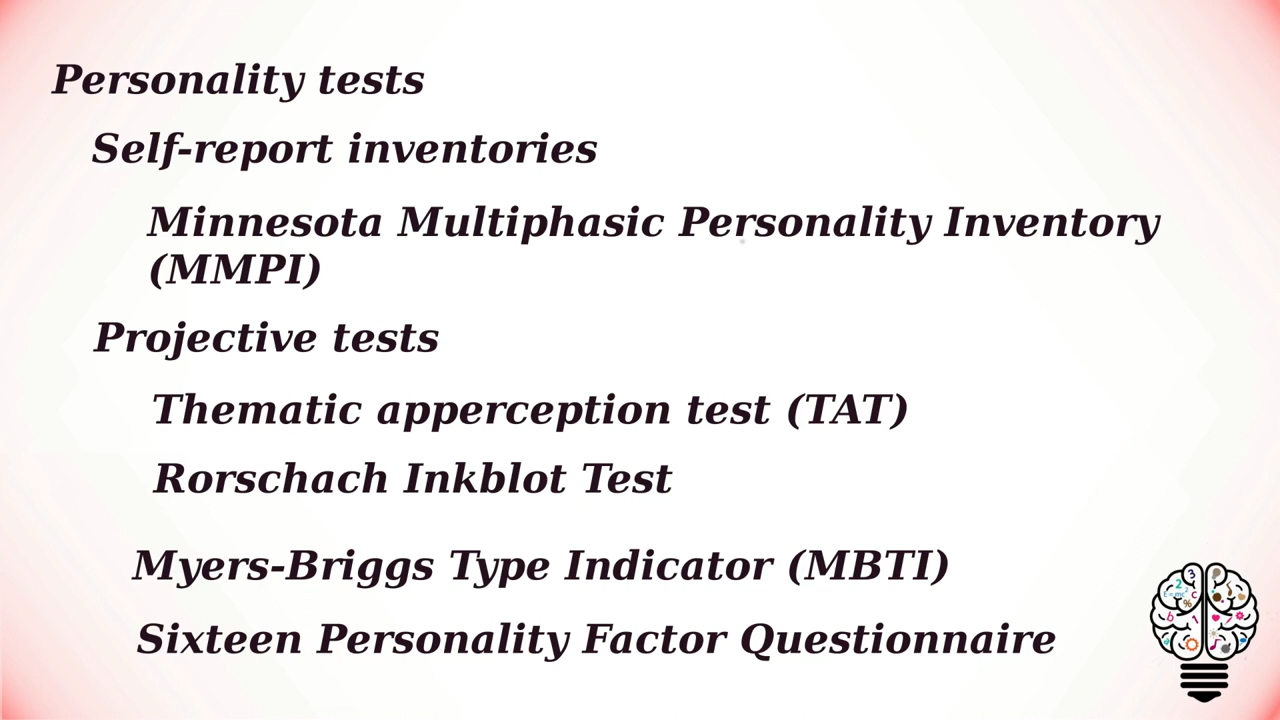 Personality tests
Self-report inventories
Minnesota Multiphasic Personality Inventory
(MMPI)
Projective tests
Thematic apperception test (TAT)
Rorschach Inkblot Test
Myers-Briggs Type Indicator (MBTI)
Sixteen Personality Factor Questionnaire